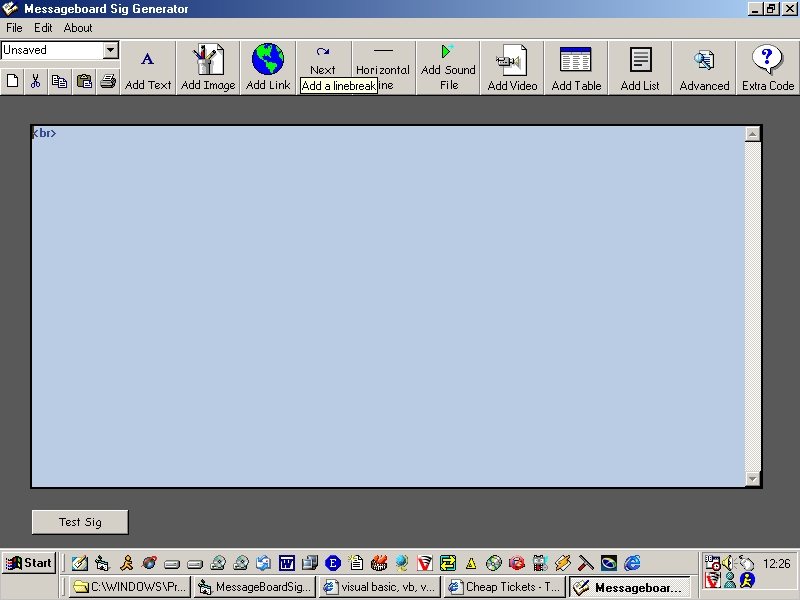 Messageboard Sig Generator
File Edit About
Unsaved
Add Text Add Image Add Link Next Horizontal Add Sound File Add Video Add Table Add List Advanced Extra Code
Add a linebreak ine
<br>
Test Sig
Start 12:26
C:\WINDOWS\Pr... MessageBoardSig... visual basic, vb, v... Cheap Tickets - T... Messageboar...